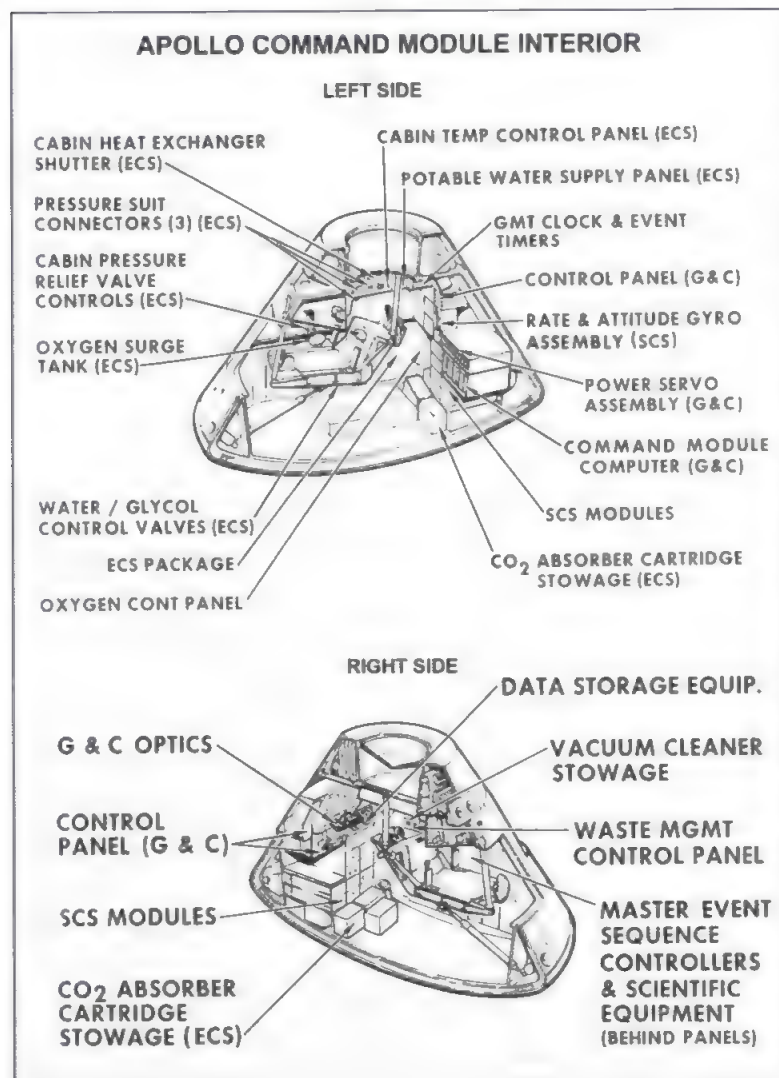 APOLLO COMMAND MODULE INTERIOR
LEFT SIDE
CABIN HEAT EXCHANGER
SHUTTER (ECS)
PRESSURE SUIT
CONNECTORS (3) (ECS)
CABIN PRESSURE
RELIEF VALVE
CONTROLS (ECS)
OXYGEN SURGE
TANK (ECS)
WATER / GLYCOL
CONTROL VALVES (ECS)
ECS PACKAGE
OXYGEN CONT PANEL
CABIN TEMP CONTROL PANEL (ECS)
POTABLE WATER SUPPLY PANEL (ECS)
GMT CLOCK & EVENT
TIMERS
CONTROL PANEL (G&C)
RATE & ATTITUDE GYRO
ASSEMBLY (SCS)
POWER SERVO
ASSEMBLY (G&C)
COMMAND MODULE
COMPUTER (G&C)
SCS MODULES
CO₂ ABSORBER CARTRIDGE
STOWAGE (ECS)
RIGHT SIDE
G & C OPTICS
CONTROL
PANEL (G & C)
SCS MODULES
CO₂ ABSORBER
CARTRIDGE
STOWAGE (ECS)
DATA STORAGE EQUIP.
VACUUM CLEANER
STOWAGE
WASTE MGMT
CONTROL PANEL
MASTER EVENT
SEQUENCE
CONTROLLERS
& SCIENTIFIC
EQUIPMENT
(BEHIND PANELS)